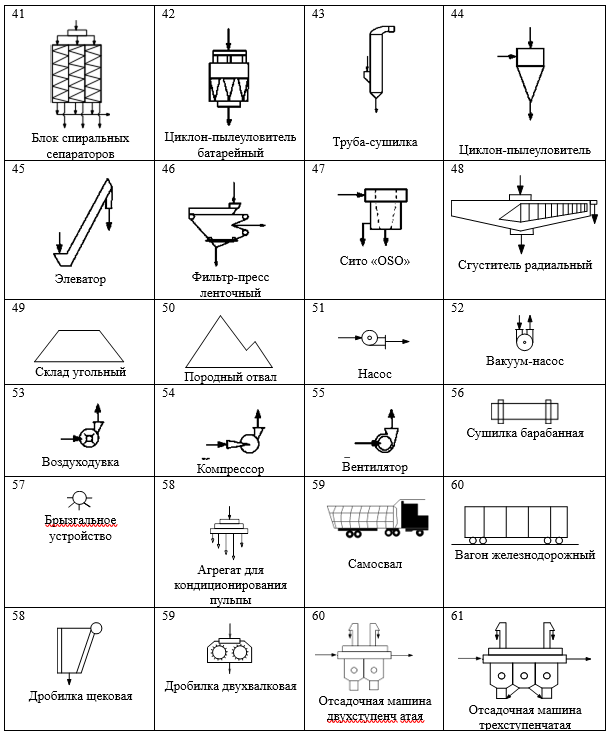 41
Блок спиральных
сепараторов
42
Циклон-пылеуловитель
батарейный
43
Труба-сушилка
44
Циклон-пылеуловитель
45
Элеватор
46
Фильтр-пресс
ленточный
47
Сито «OSO»
48
Сгуститель радиальный
49
Склад угольный
50
Породный отвал
51
Насос
52
Вакуум-насос
53
Воздуходувка
54
Компрессор
55
Вентилятор
56
Сушилка барабанная
57
Брызгальное
устройство
58
Агрегат для
кондиционирования
пульпы
59
Самосвал
60
Вагон железнодорожный
58
Дробилка щековая
59
Дробилка двухвалковая
60
Отсадочная машина
двухступенч атая
61
Отсадочная машина
трехступенчатая